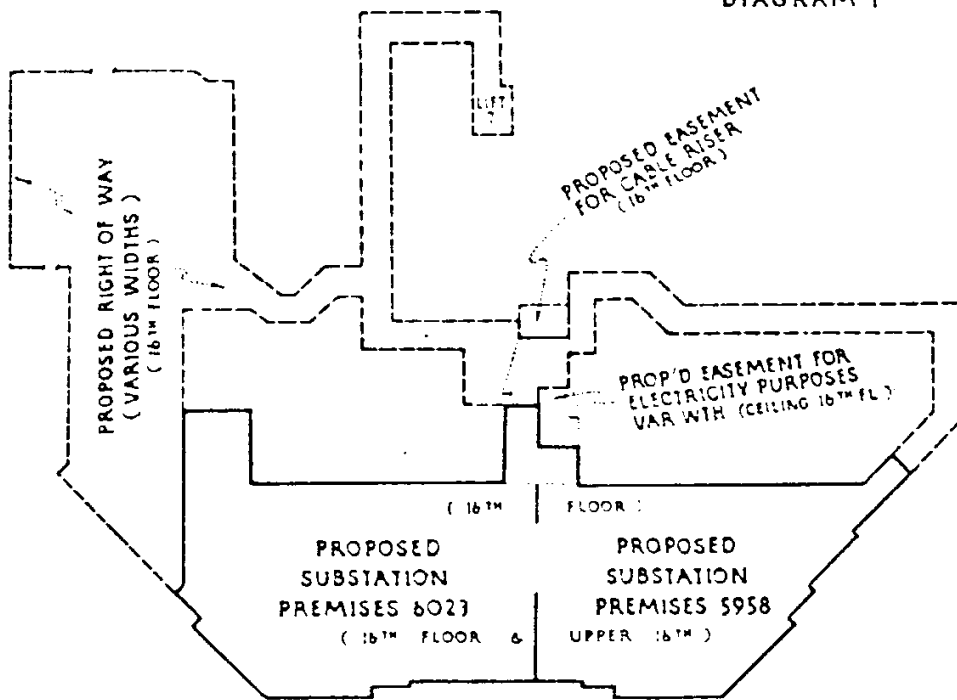 DIAGRAM 1
LIFT
7
PROPOSED EASEMENT
FOR CABLE RISER
(16TH FLOOR)
PROPOSED RIGHT OF WAY
(VARIOUS WIDTHS)
(16TH FLOOR)
PROP'D EASEMENT FOR
ELECTRICITY PURPOSES
VAR WTH (CEILING 16TH FL)
(16TH FLOOR)
PROPOSED
SUBSTATION
PREMISES 6023
PROPOSED
SUBSTATION
PREMISES 5958
(16TH FLOOR & UPPER 16TH)